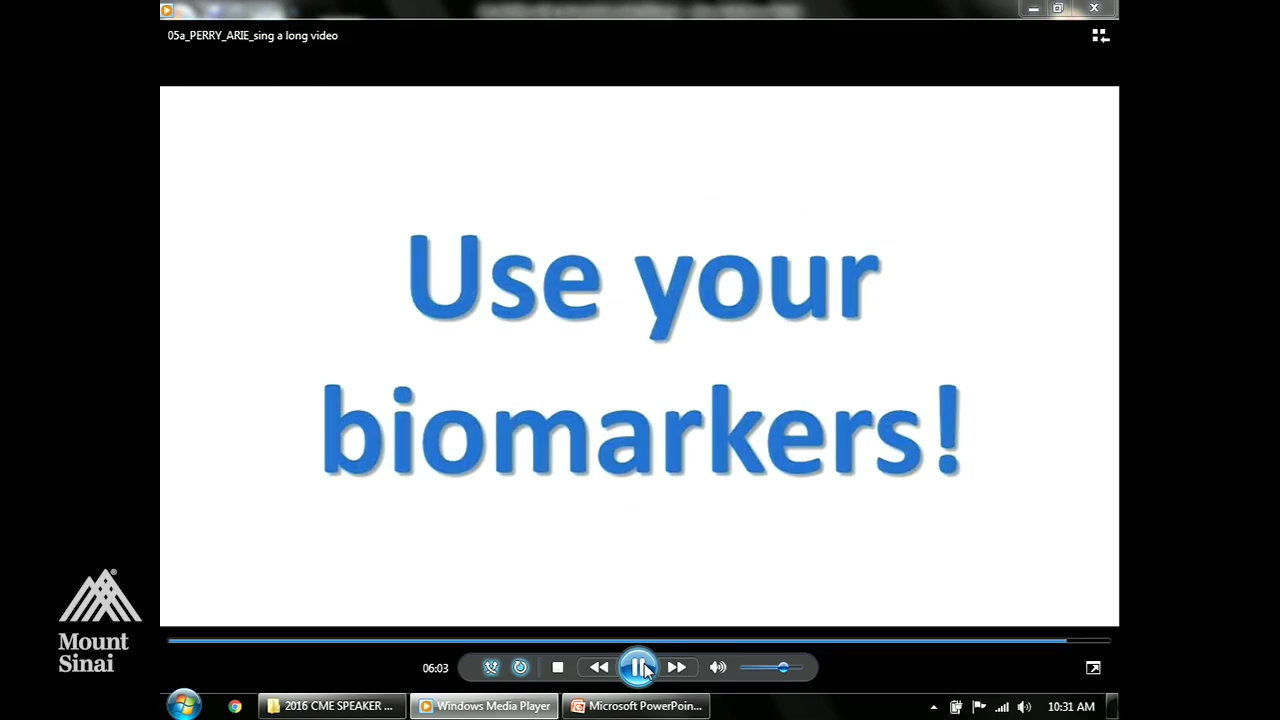 05a_PERRY_ARIE_sing a long video
Use your
biomarkers!
Mount
Sinai
®
06:03
2016 CME SPEAKER ...
Windows Media Player
Microsoft PowerPoin...
10:31 AM